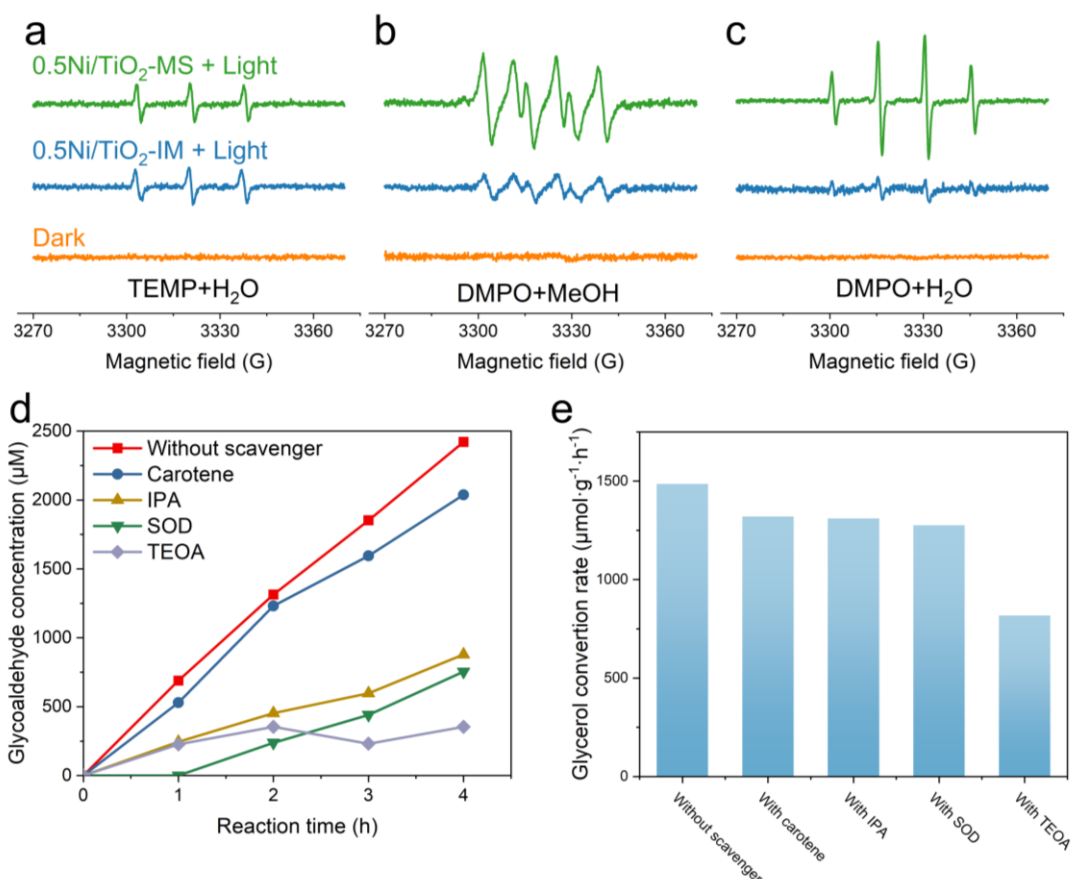 a
b
c
0.5Ni/TiO₂-MS + Light
0.5Ni/TiO₂-IM + Light
Dark
TEMP+H₂O
DMPO+MeOH
DMPO+H₂O
3270 3300 3330 3360
3270 3300 3330 3360
3270 3300 3330 3360
Magnetic field (G)
Magnetic field (G)
Magnetic field (G)
d
Glycoaldehyde concentration (μM)
2500
2000
1500
1000
500
0
Without scavenger
Carotene
IPA
SOD
TEOA
0 1 2 3 4
Reaction time (h)
e
Glycerol convertion rate (μmol·g⁻¹·h⁻¹)
1500
1000
500
0
Without scavenger
With carotene
With IPA
With SOD
With TEOA